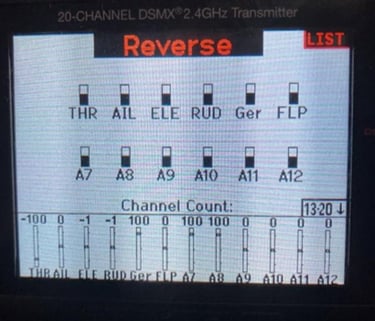 20-CHANNEL DSMX® 2.4GHz Transmitter
Reverse
LIST
THR AIL ELE RUD Ger FLP
A7 A8 A9 A10 A11 A12
Channel Count:
13-20 ↓
-100 0 -1 -1 100 0 100 100 0 0 0 0
THR AIL ELE RUD Ger FLP A7 A8 A9 A10 A11 A12